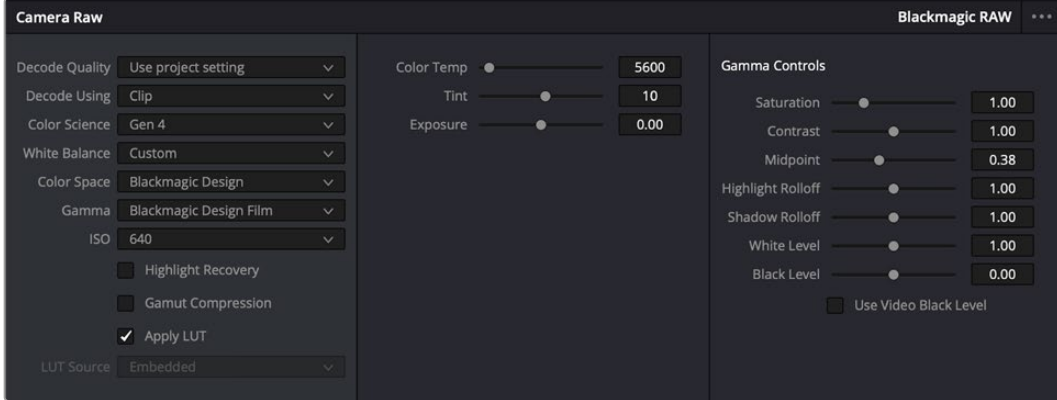 Camera Raw
Blackmagic RAW
Decode Quality Use project setting
Decode Using Clip
Color Science Gen 4
White Balance Custom
Color Space Blackmagic Design
Gamma Blackmagic Design Film
ISO 640
Highlight Recovery
Gamut Compression
Apply LUT
LUT Source Embedded
Color Temp 5600
Tint 10
Exposure 0.00
Gamma Controls
Saturation 1.00
Contrast 1.00
Midpoint 0.38
Highlight Rolloff 1.00
Shadow Rolloff 1.00
White Level 1.00
Black Level 0.00
Use Video Black Level